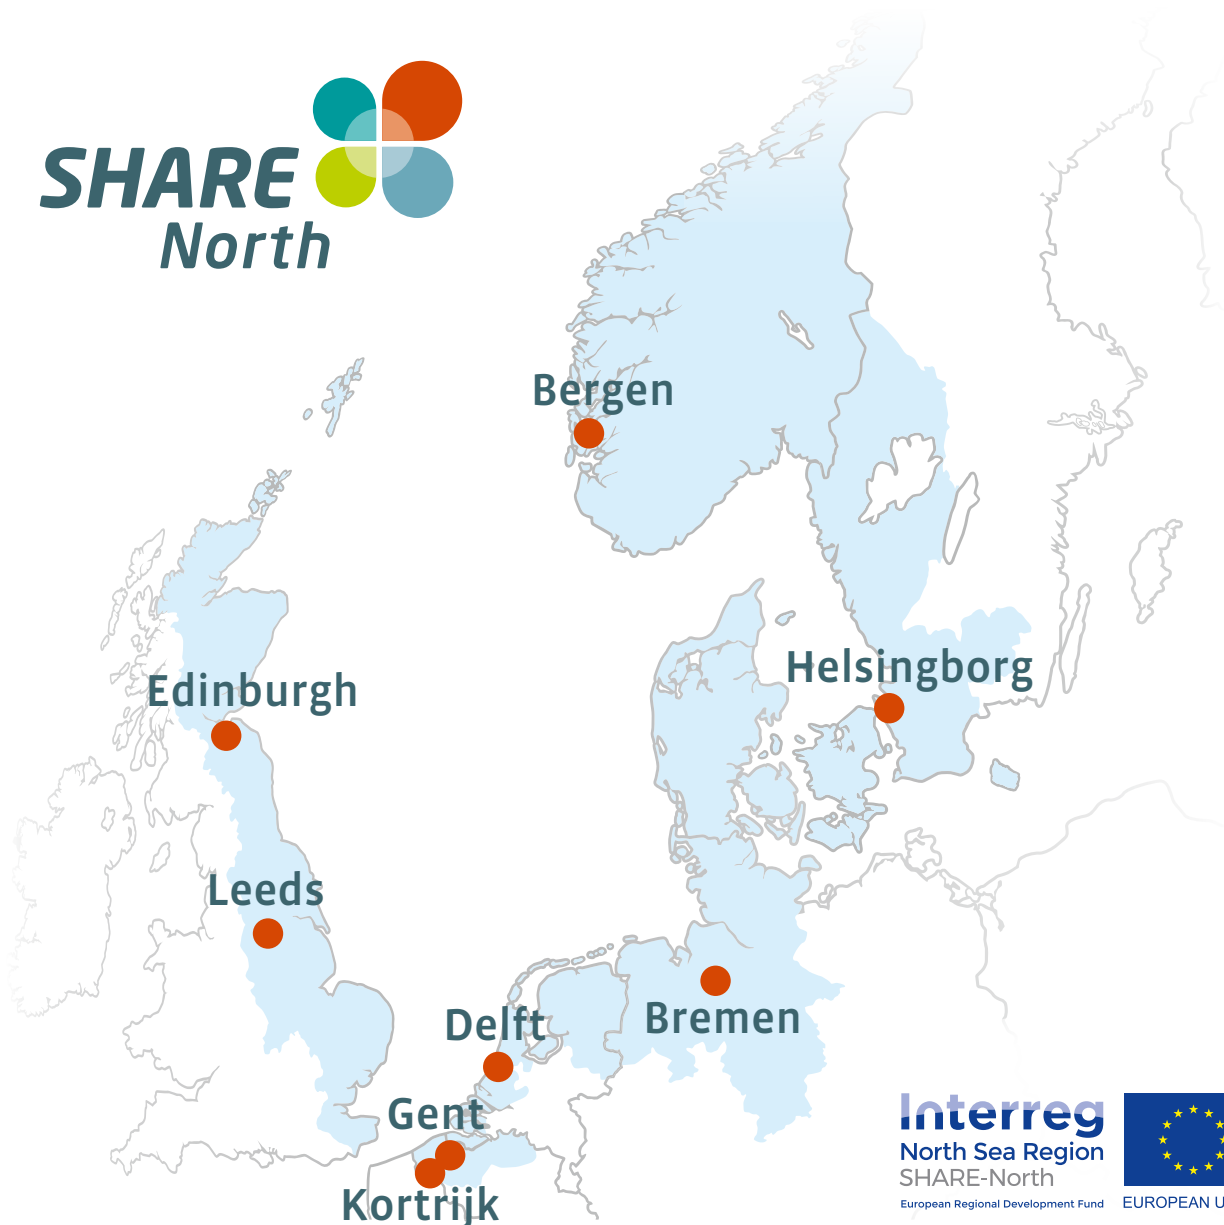 SHARE
North
Bergen
Helsingborg
Edinburgh
Leeds
Delft
Bremen
Gent
Kortrijk
Interreg
North Sea Region
SHARE-North
European Regional Development Fund
EUROPEAN U